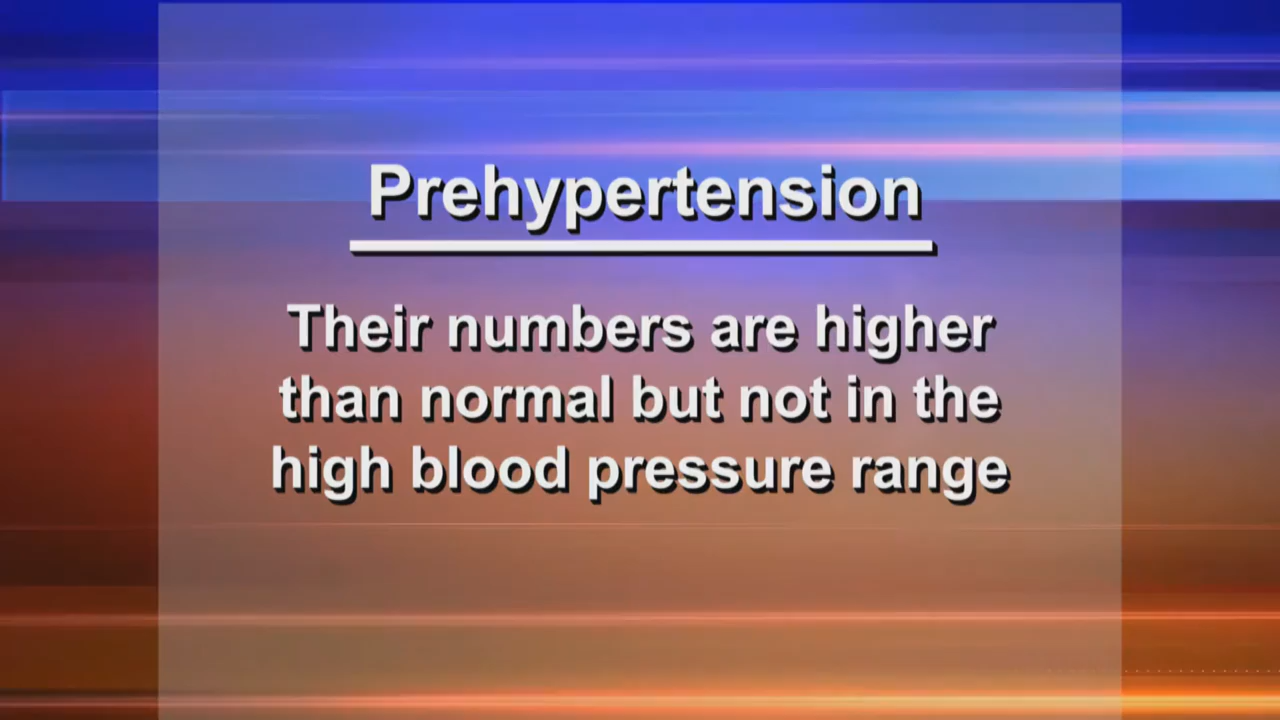 Prehypertension
Their numbers are higher
than normal but not in the
high blood pressure range